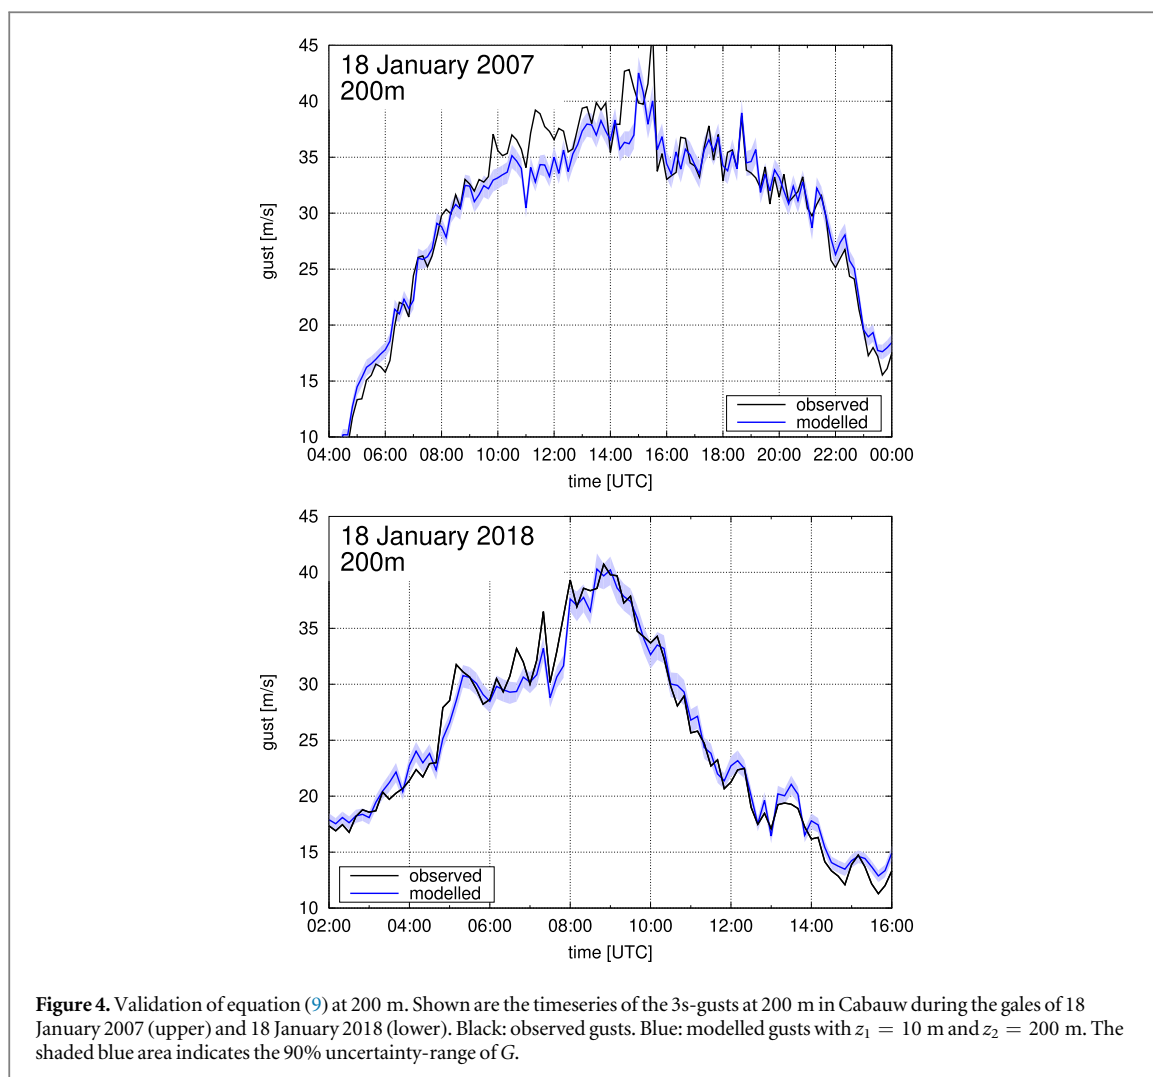 45
18 January 2007
200m
40
35
30
gust [m/s]
25
20
15
observed
modelled
10
04:00 06:00 08:00 10:00 12:00 14:00 16:00 18:00 20:00 22:00 00:00
time [UTC]
45
18 January 2018
200m
40
35
30
gust [m/s]
25
20
15
observed
modelled
10
02:00 04:00 06:00 08:00 10:00 12:00 14:00 16:00
time [UTC]
Figure 4. Validation of equation (9) at 200 m. Shown are the timeseries of the 3s-gusts at 200 m in Cabauw during the gales of 18
January 2007 (upper) and 18 January 2018 (lower). Black: observed gusts. Blue: modelled gusts with z₁ = 10 m and z₂ = 200 m. The
shaded blue area indicates the 90% uncertainty-range of G.